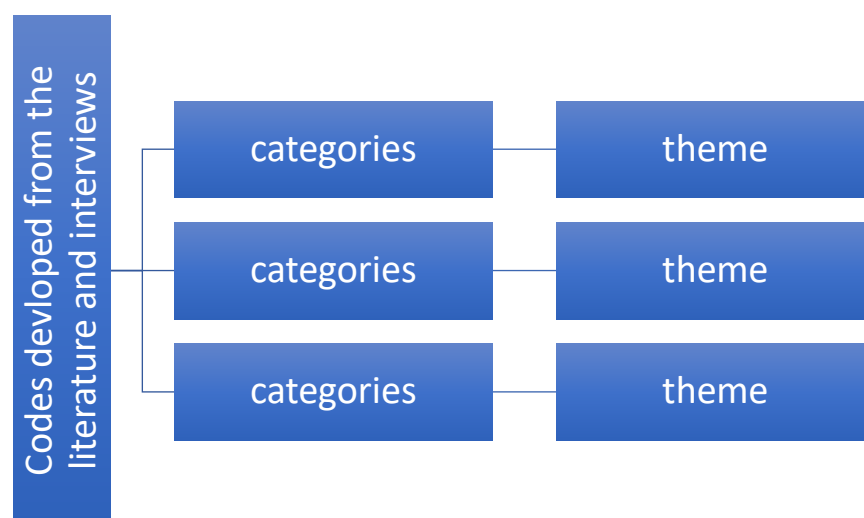 Codes devloped from the
literature and interviews
categories
theme
categories
theme
categories
theme